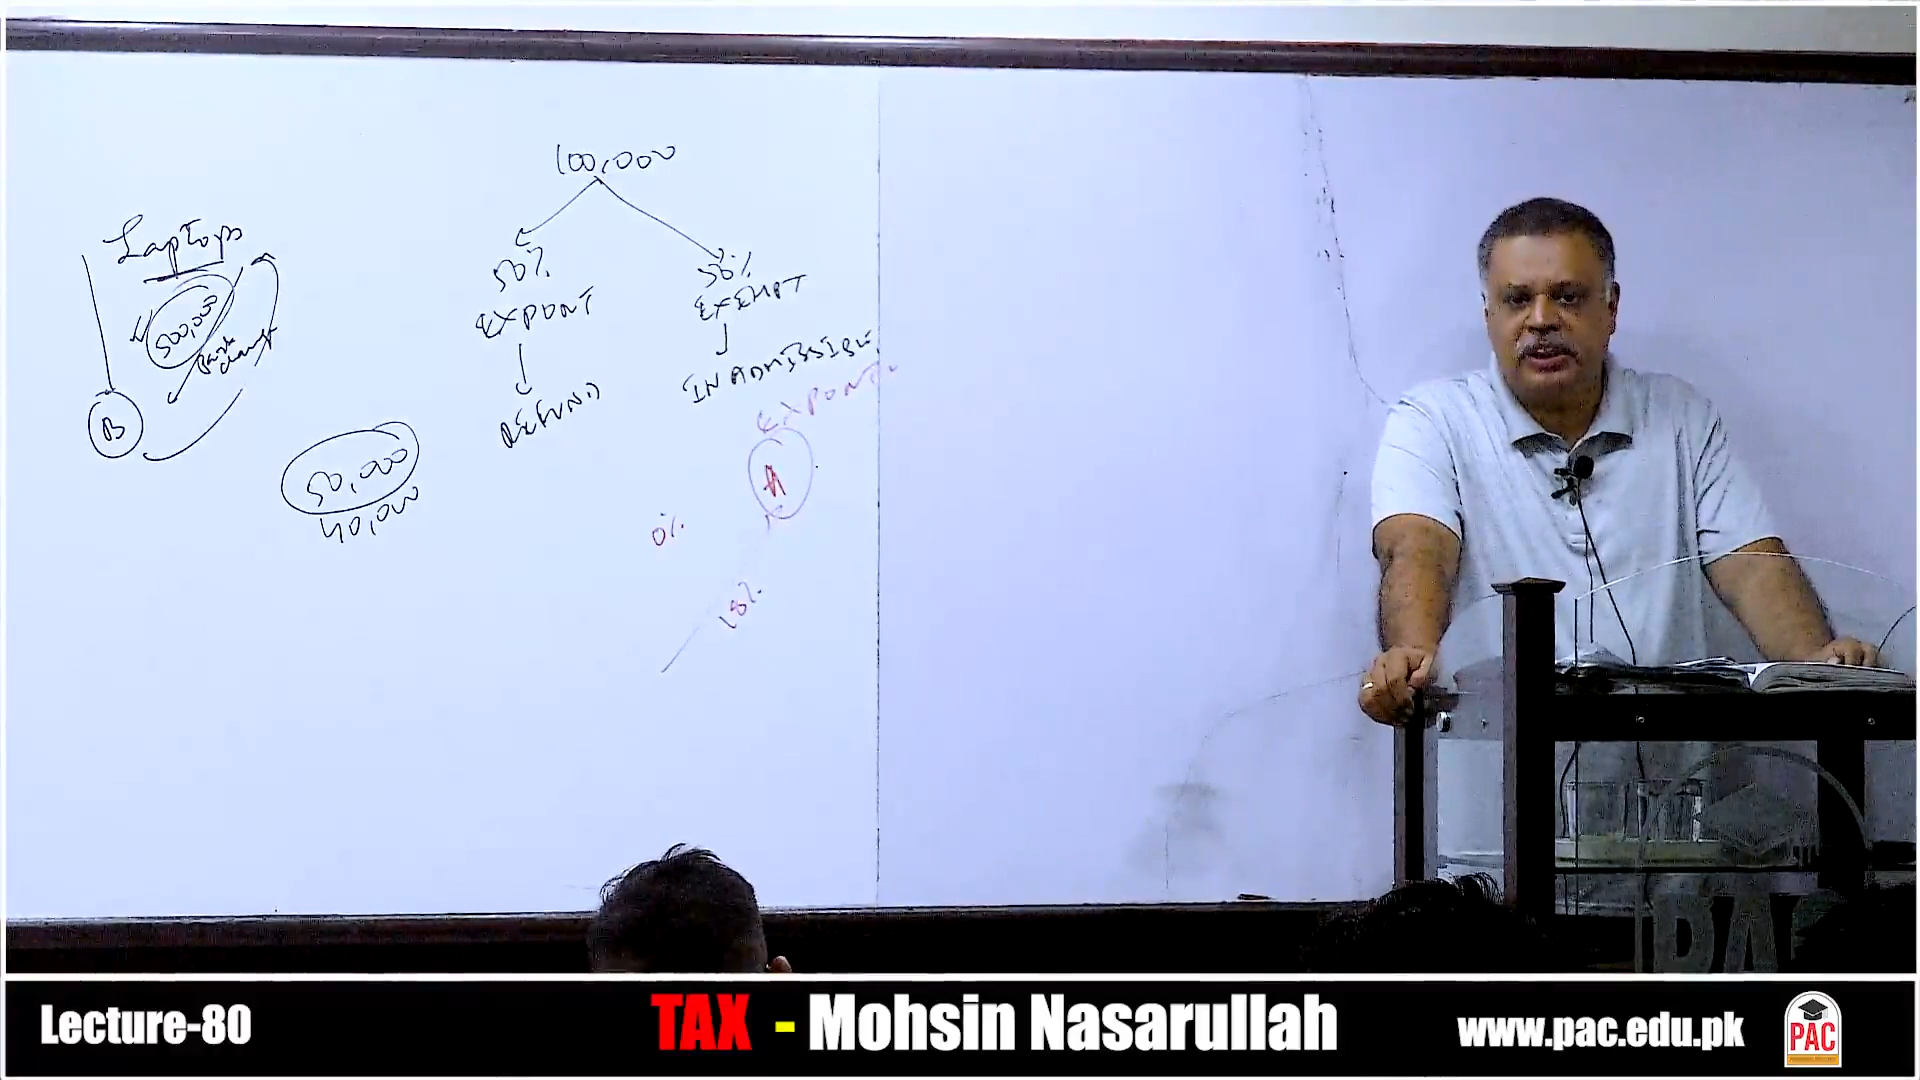 100,000
Laptops
500,000
B
50,000
40,000
50%
EXPORT
REFUND
50%
EXEMPT
INADMISSIBLE
EXPORT
A
0%
18%
Lecture-80
TAX - Mohsin Nasarullah
www.pac.edu.pk
PAC